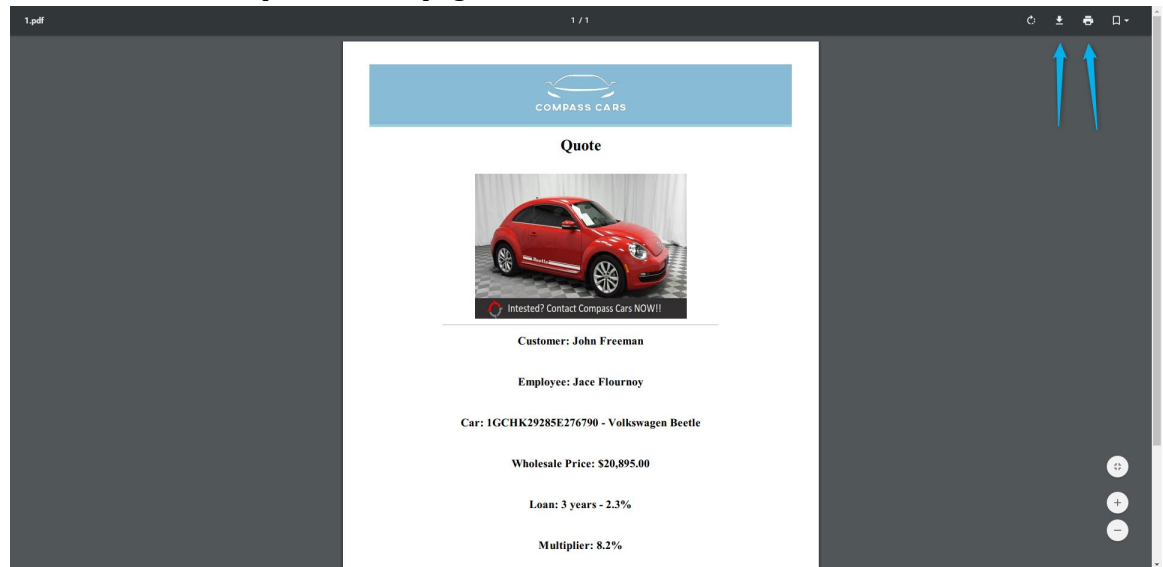 1.pdf
1 / 1
COMPASS CARS
Quote
Beetle
Intested? Contact Compass Cars NOW!!
Customer: John Freeman
Employee: Jace Flournoy
Car: 1GCHK29285E276790 - Volkswagen Beetle
Wholesale Price: $20,895.00
Loan: 3 years - 2.3%
Multiplier: 8.2%